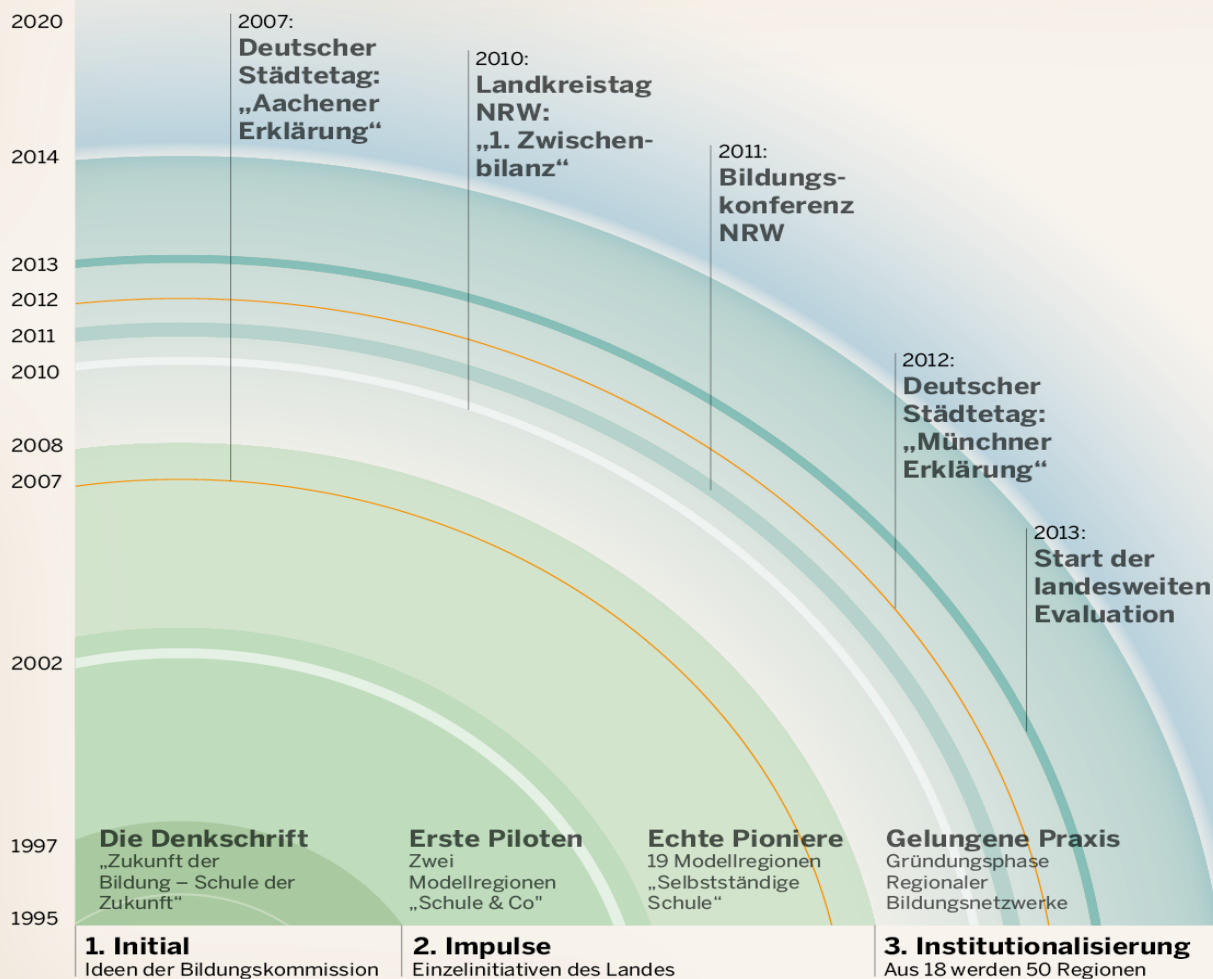 2020
2014
2013
2012
2011
2010
2008
2007
2002
1997
1995
2007:
Deutscher
Städtetag:
„Aachener
Erklärung“
2010:
Landkreistag
NRW:
„1. Zwischen-
bilanz“
2011:
Bildungs-
konferenz
NRW
2012:
Deutscher
Städtetag:
„Münchner
Erklärung“
2013:
Start der
landesweiten
Evaluation
Die Denkschrift
„Zukunft der
Bildung – Schule der
Zukunft“
Erste Piloten
Zwei
Modellregionen
„Schule & Co"
Echte Pioniere
19 Modellregionen
„Selbstständige
Schule“
Gelungene Praxis
Gründungsphase
Regionaler
Bildungsnetzwerke
1. Initial
Ideen der Bildungskommission
2. Impulse
Einzelinitiativen des Landes
3. Institutionalisierung
Aus 18 werden 50 Regionen